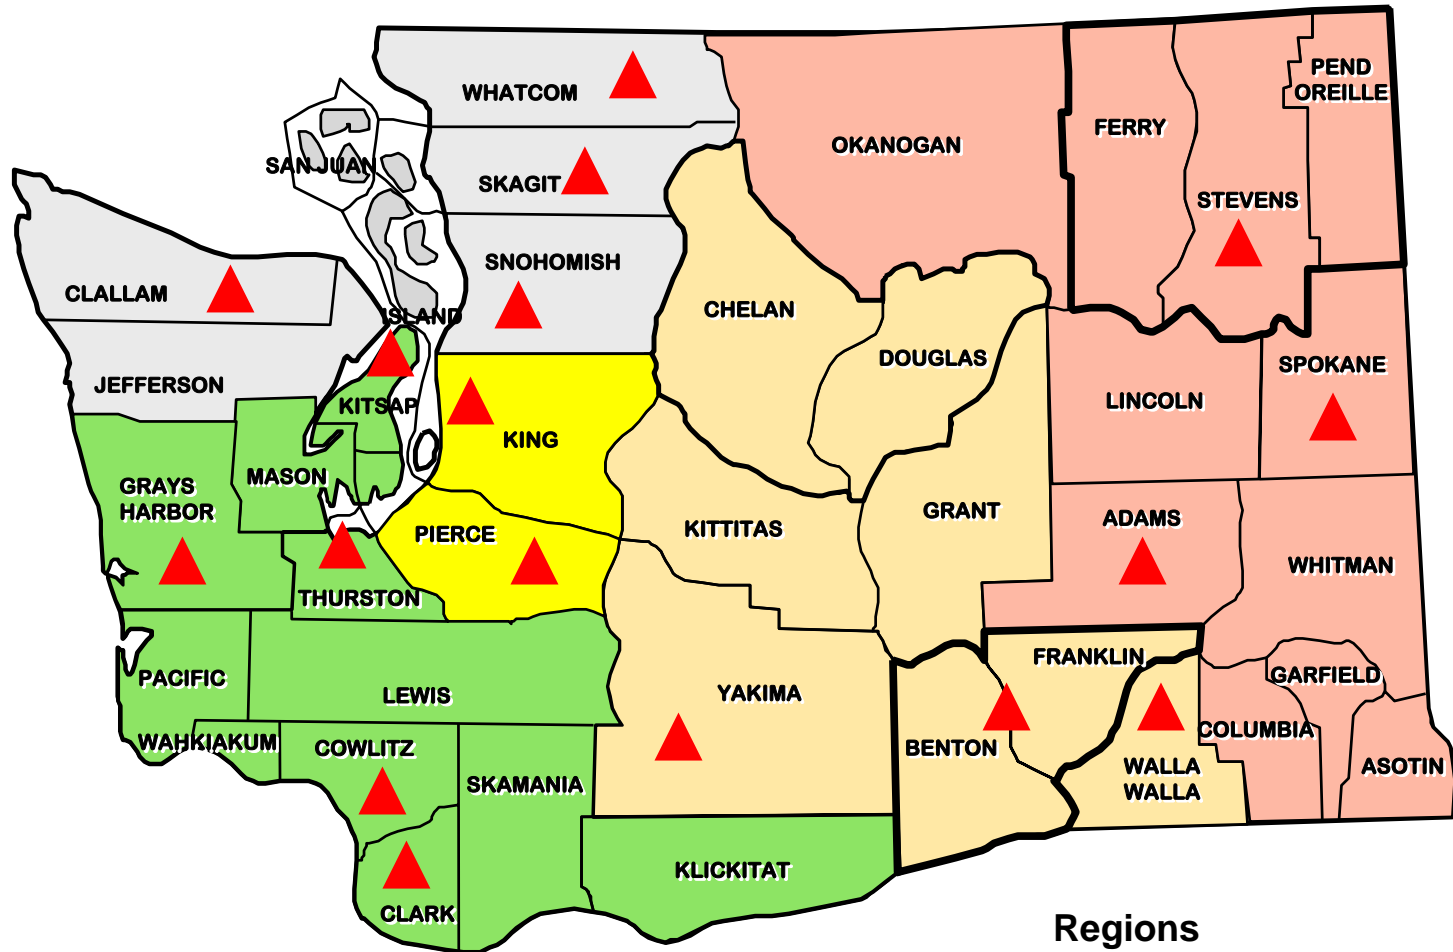 WHATCOM
PEND
OREILLE
FERRY
OKANOGAN
SAN JUAN
SKAGIT
STEVENS
SNOHOMISH
CLALLAM
CHELAN
ISLAND
DOUGLAS
SPOKANE
JEFFERSON
LINCOLN
KITSAP
KING
MASON
GRAYS
HARBOR
GRANT
ADAMS
KITTITAS
PIERCE
WHITMAN
THURSTON
FRANKLIN
PACIFIC
GARFIELD
LEWIS
YAKIMA
COLUMBIA
WAHKIAKUM
COWLITZ
BENTON
WALLA
WALLA
ASOTIN
SKAMANIA
KLICKITAT
CLARK
Regions